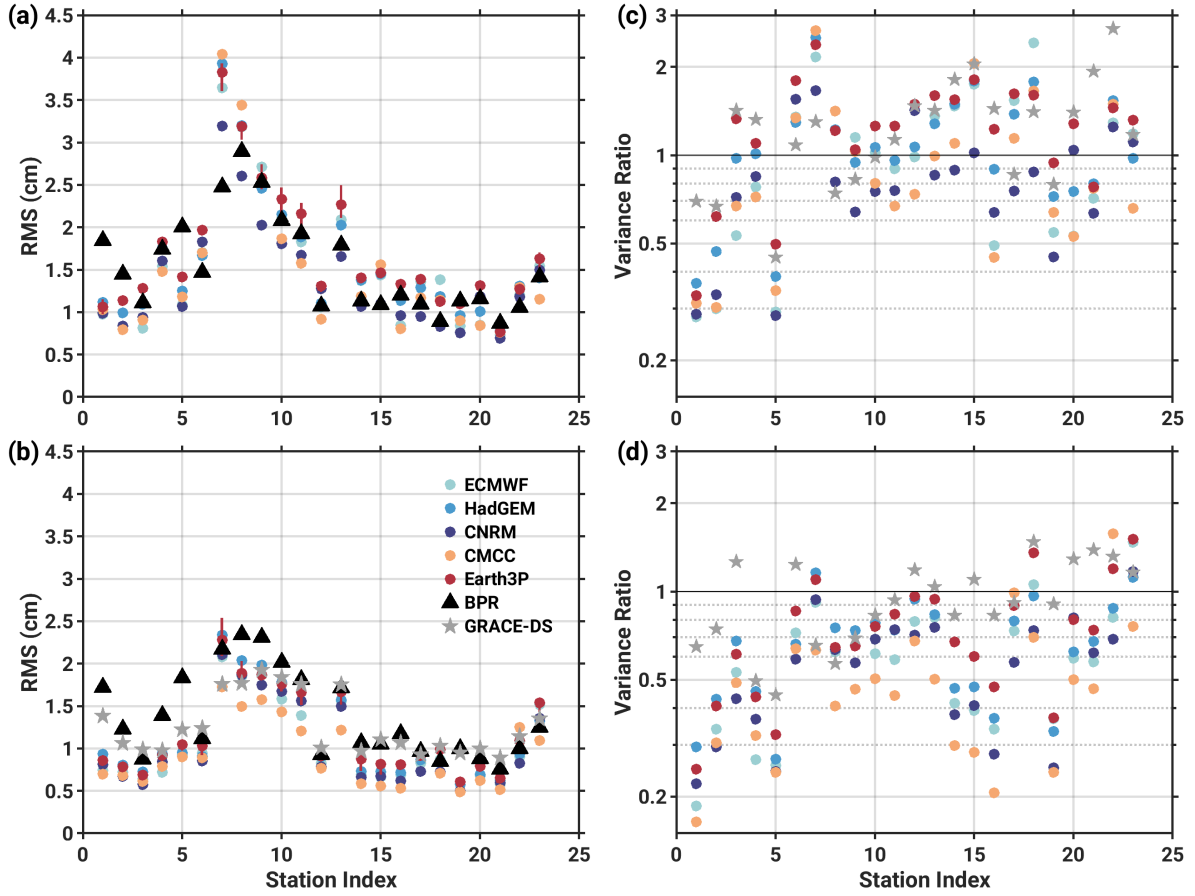 (a)
4.5
4
3.5
3
2.5
2
1.5
1
0.5
0
RMS (cm)
0 5 10 15 20 25
Station Index
(c)
3
2
1
0.5
0.2
Variance Ratio
0 5 10 15 20 25
Station Index
(b)
4.5
4
3.5
3
2.5
2
1.5
1
0.5
0
RMS (cm)
ECMWF
HadGEM
CNRM
CMCC
Earth3P
BPR
GRACE-DS
0 5 10 15 20 25
Station Index
(d)
3
2
1
0.5
0.2
Variance Ratio
0 5 10 15 20 25
Station Index